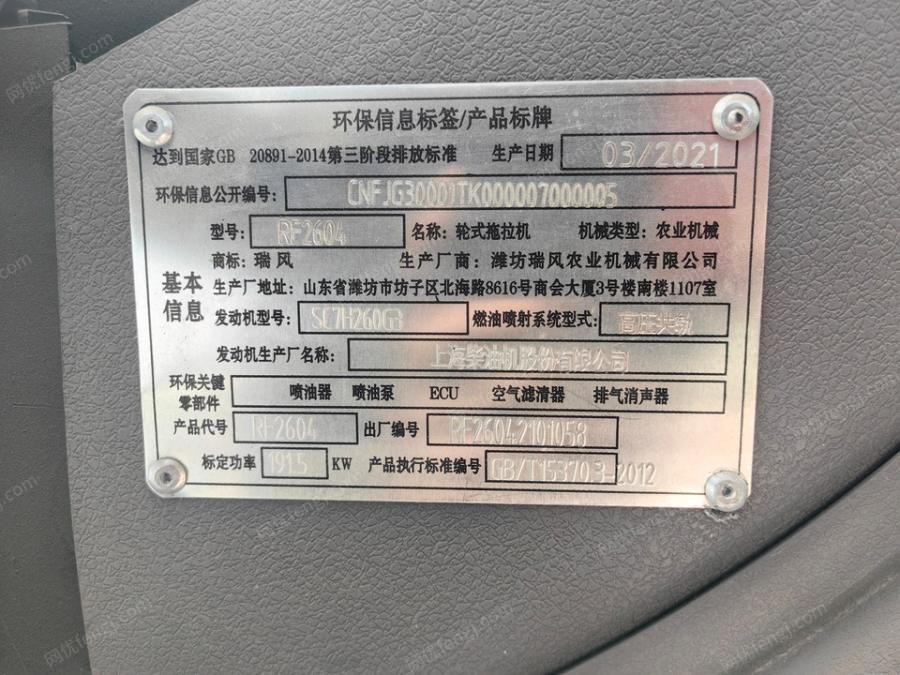 环保信息标签/产品标牌
达到国家GB 20891-2014第三阶段排放标准 生产日期 03/2021
环保信息公开编号: CNFJG30001TK000007000005
型号: RF2604 名称: 轮式拖拉机 机械类型: 农业机械
商标: 瑞风 生产厂商: 潍坊瑞风农业机械有限公司
基本信息 生产厂地址: 山东省潍坊市坊子区北海路8616号商会大厦3号楼南楼1107室
发动机型号: SC7H260G3 燃油喷射系统型式: 高压共轨
发动机生产厂名称: 上海柴油机股份有限公司
环保关键零部件 喷油器 喷油泵 ECU 空气滤清器 排气消声器
产品代号 RF2604 出厂编号 RF26042101058
标定功率 191.5 KW 产品执行标准编号 GB/T15370.3-2012
网优fenzj.com